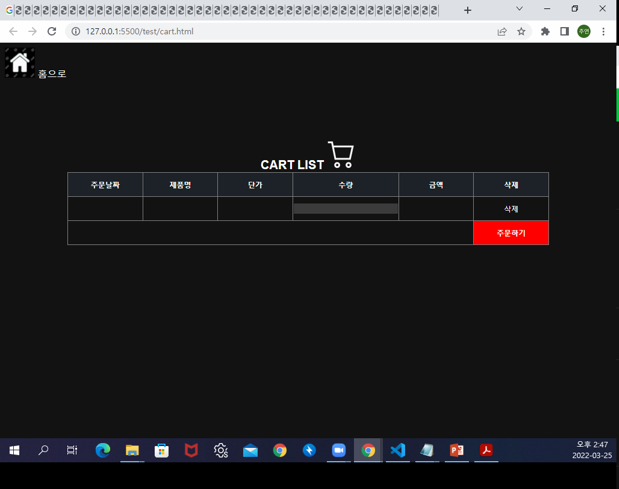 127.0.0.1:5500/test/cart.html
주연
홈으로
CART LIST
주문날짜 제품명 단가 수량 금액 삭제
삭제
주문하기
오후 2:47
2022-03-25